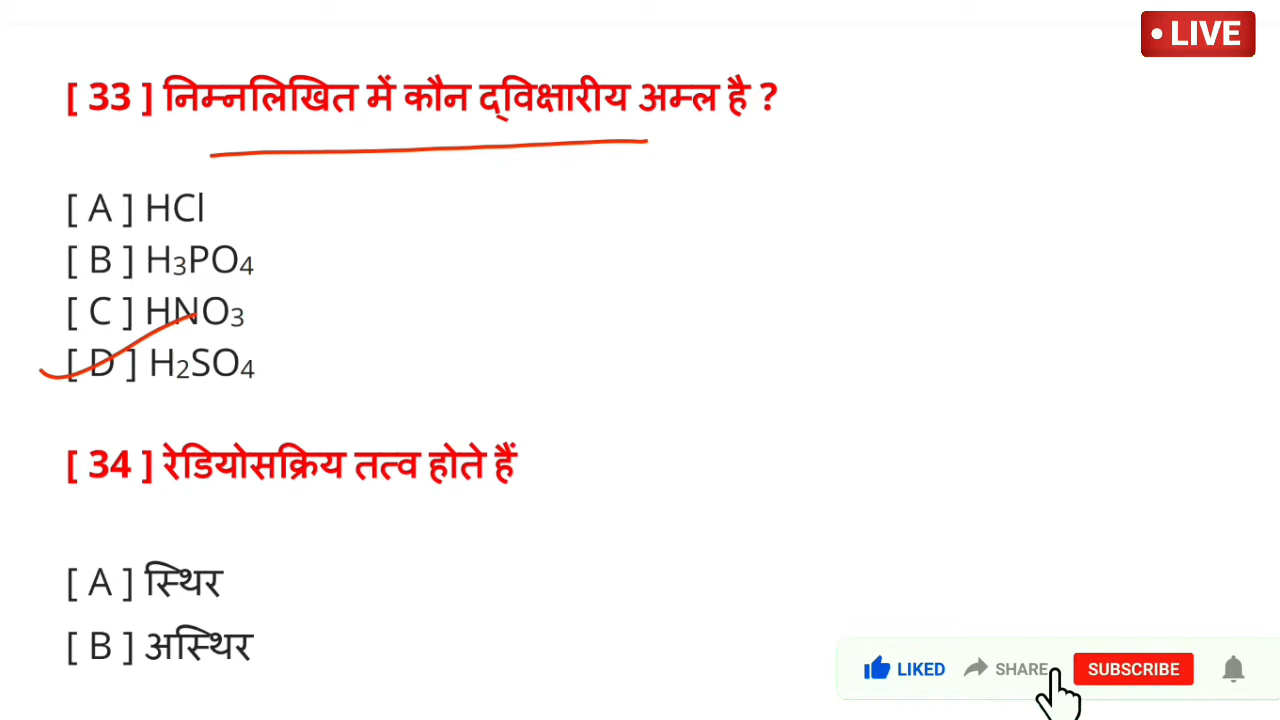 • LIVE
[ 33 ] निम्नलिखित में कौन द्विक्षारीय अम्ल है ?
[ A ] HCl
[ B ] H₃PO₄
[ C ] HNO₃
[ D ] H₂SO₄
[ 34 ] रेडियोसक्रिय तत्व होते हैं
[ A ] स्थिर
[ B ] अस्थिर
LIKED SHARE SUBSCRIBE